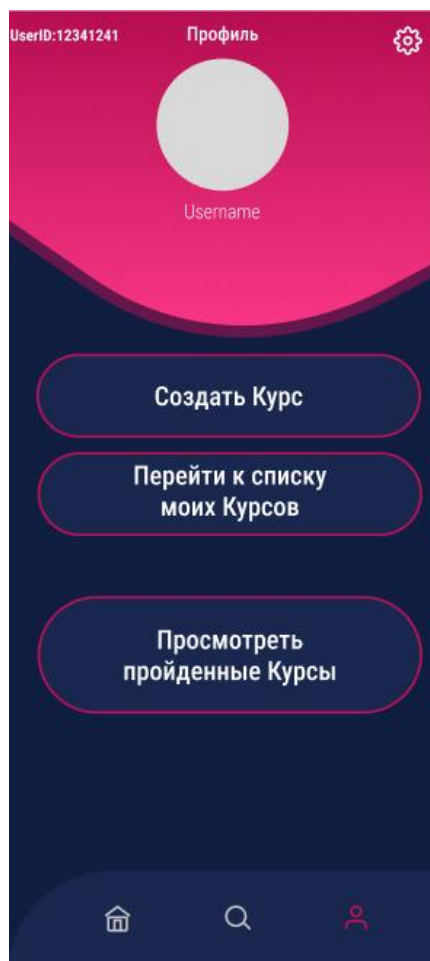 UserID:12341241
Профиль
Username
Создать Курс
Перейти к списку
моих Курсов
Просмотреть
пройденные Курсы